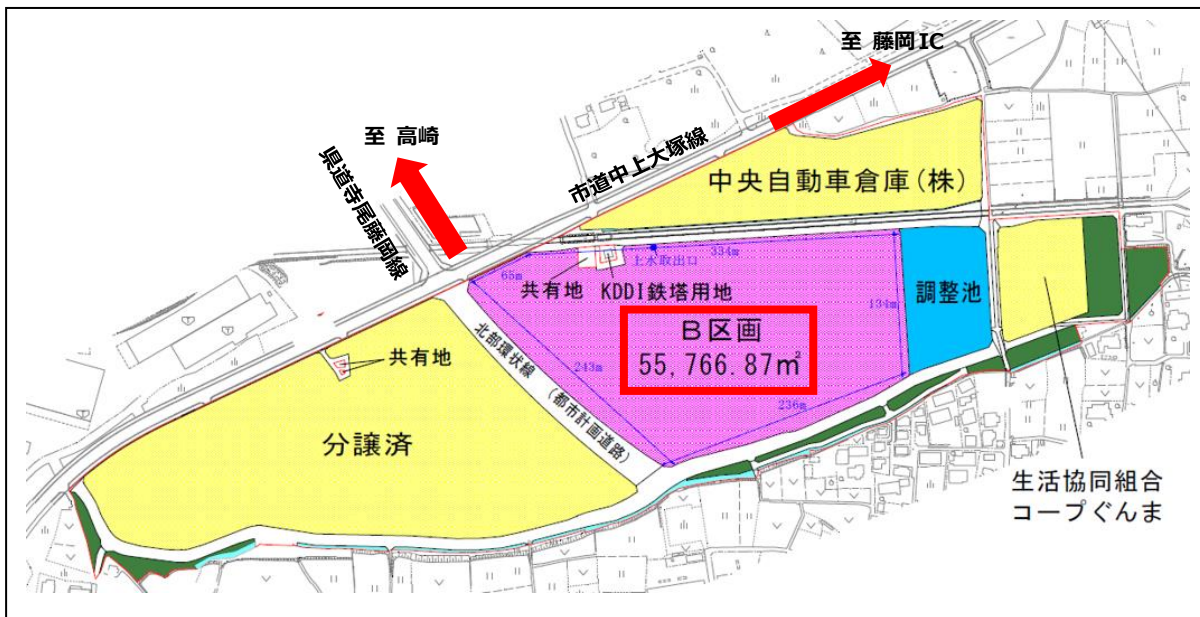 至 藤岡IC
至 高崎
県道寺尾藤岡線
市道中上大塚線
中央自動車倉庫(株)
65m
上水取出口
334m
共有地
KDDI鉄塔用地
134m
調整池
B区画
55,766.87㎡
共有地
北部環状線
(都市計画道路)
243m
236m
分譲済
生活協同組合
コープぐんま